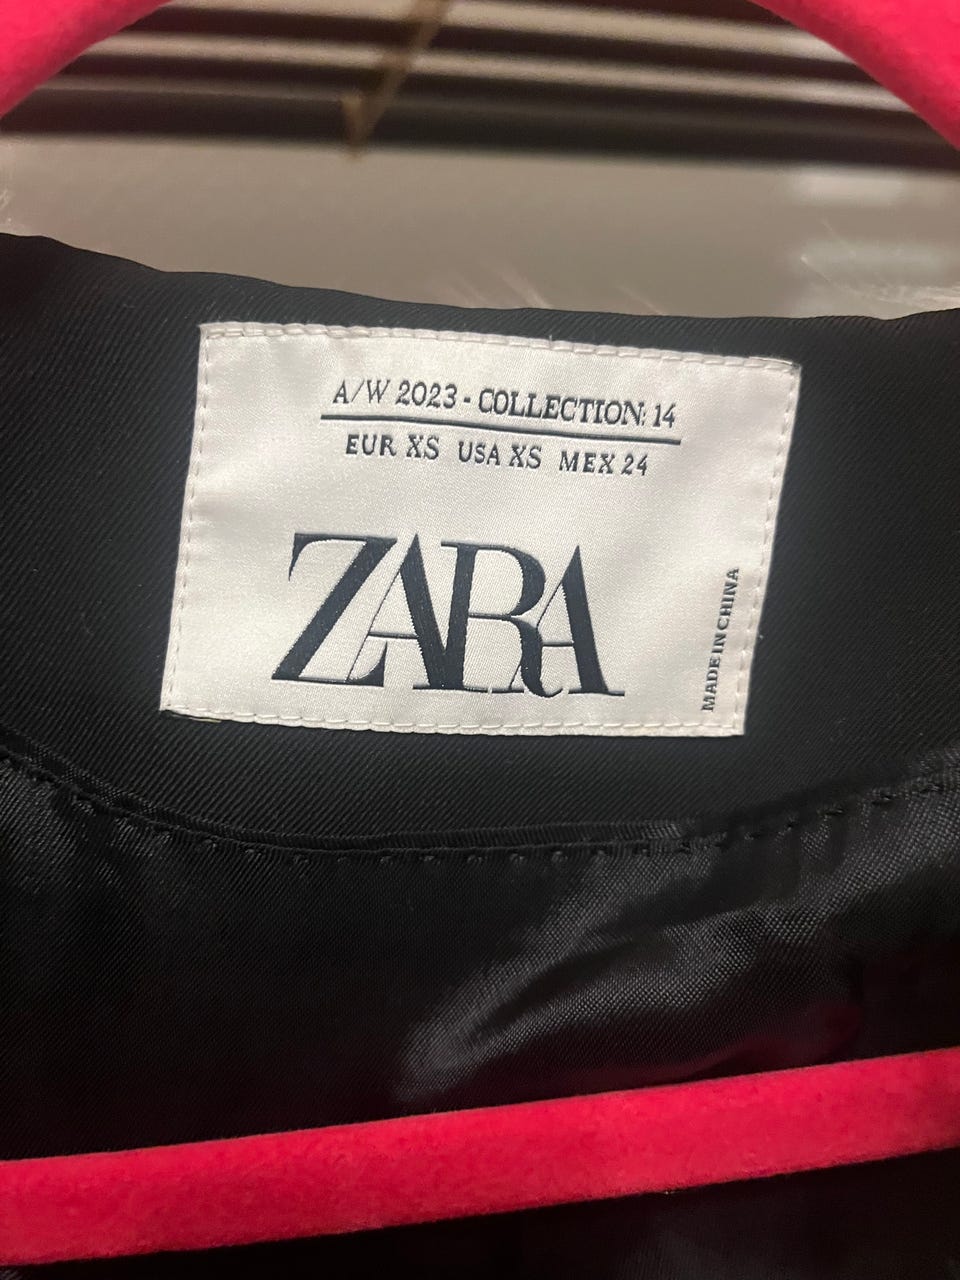 A/W 2023 - COLLECTION: 14
EUR XS USA XS MEX 24
ZARA
MADE IN CHINA